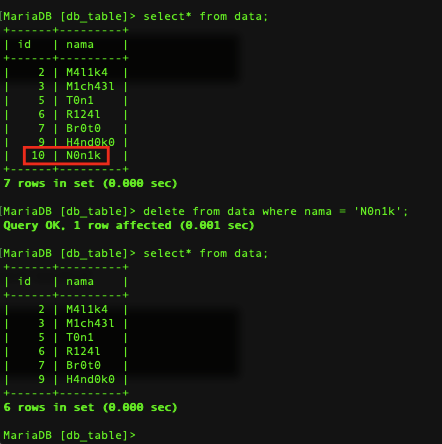 [MariaDB [db_table]> select* from data;
+------+---------+
| id   | nama    |
+------+---------+
|    2 | M4l1k4  |
|    3 | M1ch43l |
|    5 | T0n1    |
|    6 | R124l   |
|    7 | Br0t0   |
|    9 | H4nd0k0 |
|   10 | N0n1k   |
+------+---------+
7 rows in set (0.000 sec)
[MariaDB [db_table]> delete from data where nama = 'N0n1k';
Query OK, 1 row affected (0.001 sec)
[MariaDB [db_table]> select* from data;
+------+---------+
| id   | nama    |
+------+---------+
|    2 | M4l1k4  |
|    3 | M1ch43l |
|    5 | T0n1    |
|    6 | R124l   |
|    7 | Br0t0   |
|    9 | H4nd0k0 |
+------+---------+
6 rows in set (0.000 sec)
MariaDB [db_table]>